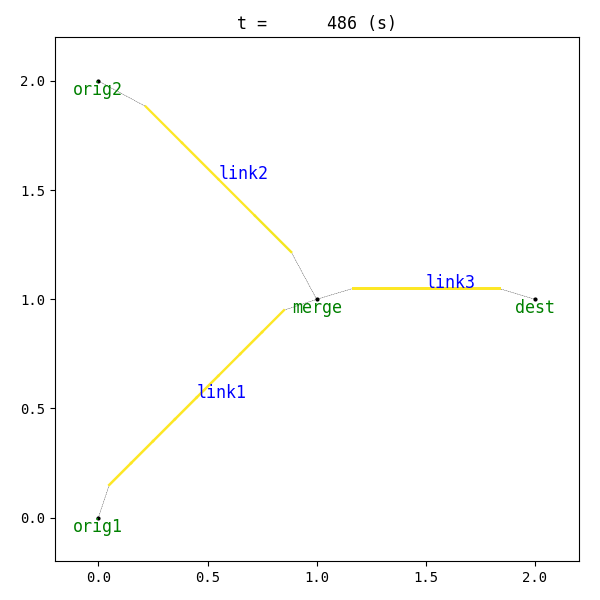 t =      486 (s)
2.0
orig2
link2
1.5
link3
1.0
merge
dest
link1
0.5
0.0
orig1
0.0 0.5 1.0 1.5 2.0